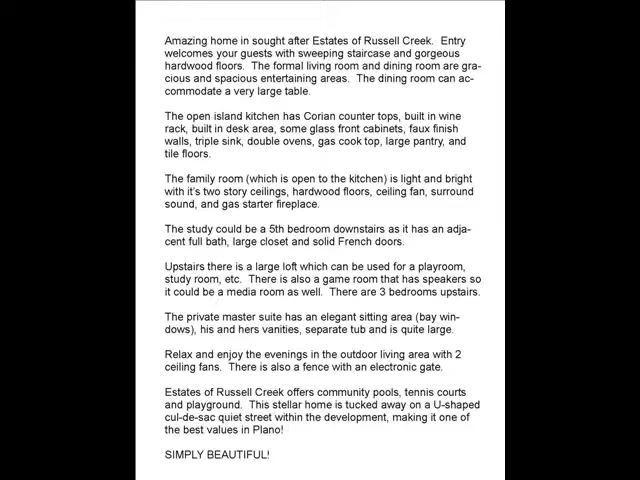 Amazing home in sought after Estates of Russell Creek.  Entry
welcomes your guests with sweeping staircase and gorgeous
hardwood floors.  The formal living room and dining room are gra-
cious and spacious entertaining areas.  The dining room can ac-
commodate a very large table.
The open island kitchen has Corian counter tops, built in wine
rack, built in desk area, some glass front cabinets, faux finish
walls, triple sink, double ovens, gas cook top, large pantry, and
tile floors.
The family room (which is open to the kitchen) is light and bright
with it's two story ceilings, hardwood floors, ceiling fan, surround
sound, and gas starter fireplace.
The study could be a 5th bedroom downstairs as it has an adja-
cent full bath, large closet and solid French doors.
Upstairs there is a large loft which can be used for a playroom,
study room, etc.  There is also a game room that has speakers so
it could be a media room as well.  There are 3 bedrooms upstairs.
The private master suite has an elegant sitting area (bay win-
dows), his and hers vanities, separate tub and is quite large.
Relax and enjoy the evenings in the outdoor living area with 2
ceiling fans.  There is also a fence with an electronic gate.
Estates of Russell Creek offers community pools, tennis courts
and playground.  This stellar home is tucked away on a U-shaped
cul-de-sac quiet street within the development, making it one of
the best values in Plano!
SIMPLY BEAUTIFUL!